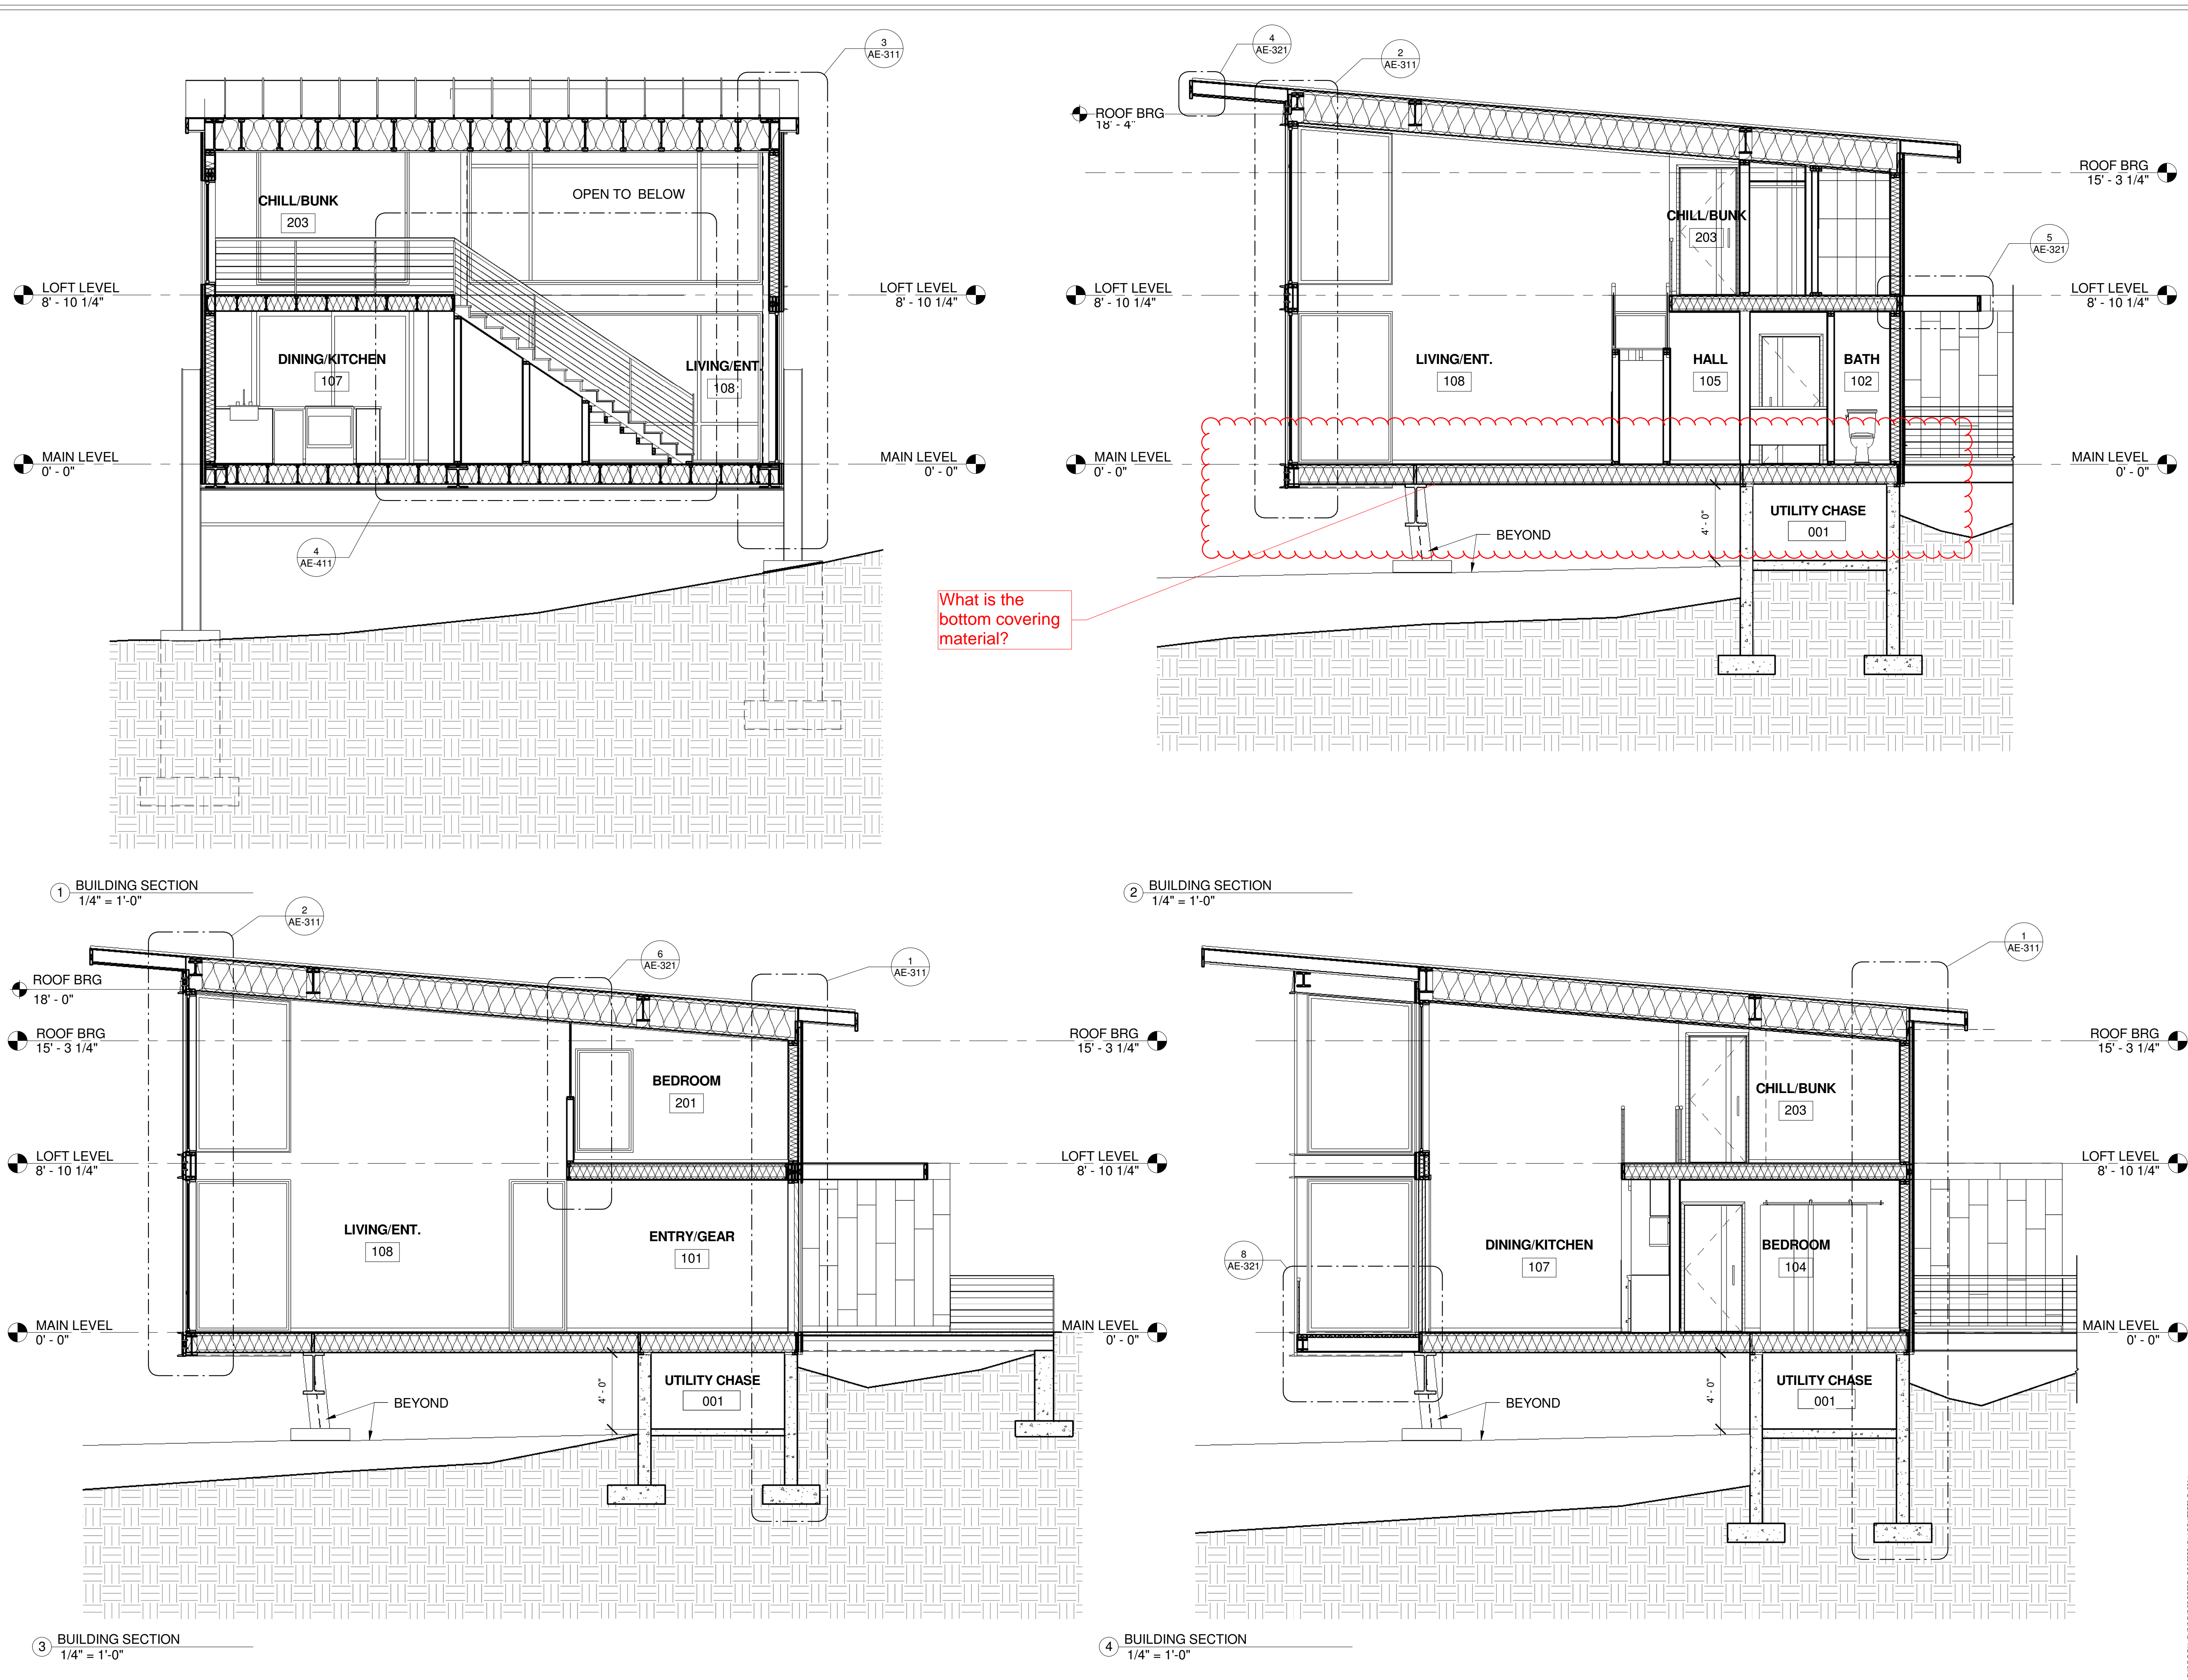 3
AE-311
CHILL/BUNK
203
OPEN TO BELOW
LOFT LEVEL
8' - 10 1/4"
LOFT LEVEL
8' - 10 1/4"
DINING/KITCHEN
107
LIVING/ENT.
108
MAIN LEVEL
0' - 0"
MAIN LEVEL
0' - 0"
4
AE-411
1
BUILDING SECTION
1/4" = 1'-0"
4
AE-321
2
AE-311
ROOF BRG
18' - 4"
ROOF BRG
15' - 3 1/4"
CHILL/BUNK
203
5
AE-321
LOFT LEVEL
8' - 10 1/4"
LOFT LEVEL
8' - 10 1/4"
LIVING/ENT.
108
HALL
105
BATH
102
MAIN LEVEL
0' - 0"
MAIN LEVEL
0' - 0"
UTILITY CHASE
001
4' - 0"
BEYOND
What is the
bottom covering
material?
2
BUILDING SECTION
1/4" = 1'-0"
2
AE-311
6
AE-321
1
AE-311
ROOF BRG
18' - 0"
ROOF BRG
15' - 3 1/4"
ROOF BRG
15' - 3 1/4"
BEDROOM
201
LOFT LEVEL
8' - 10 1/4"
LOFT LEVEL
8' - 10 1/4"
LIVING/ENT.
108
ENTRY/GEAR
101
MAIN LEVEL
0' - 0"
MAIN LEVEL
0' - 0"
UTILITY CHASE
001
4' - 0"
BEYOND
3
BUILDING SECTION
1/4" = 1'-0"
1
AE-311
ROOF BRG
15' - 3 1/4"
CHILL/BUNK
203
LOFT LEVEL
8' - 10 1/4"
DINING/KITCHEN
107
BEDROOM
104
8
AE-321
MAIN LEVEL
0' - 0"
UTILITY CHASE
001
4' - 0"
BEYOND
4
BUILDING SECTION
1/4" = 1'-0"